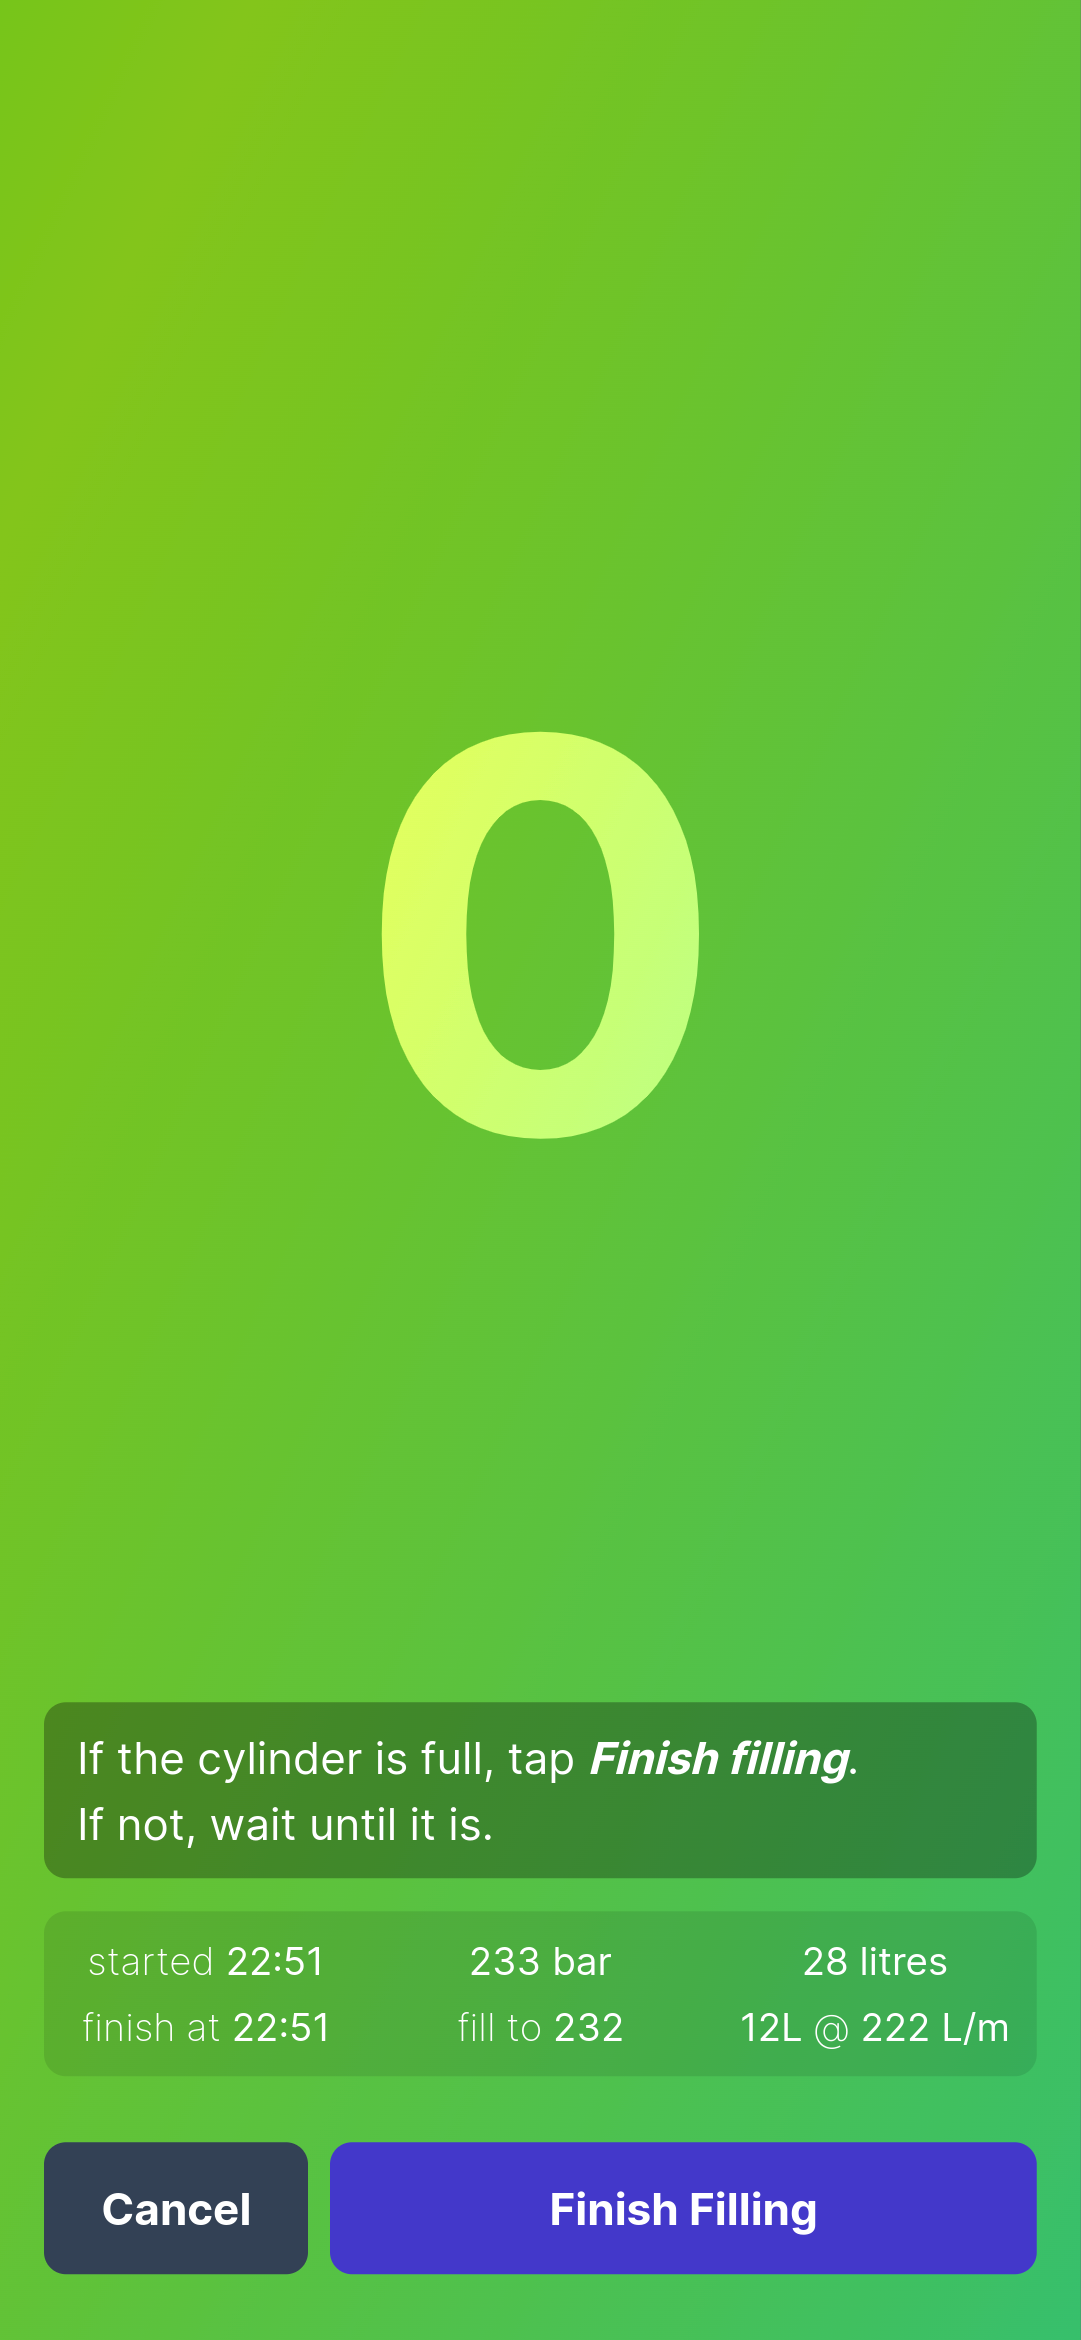 0
If the cylinder is full, tap Finish filling.
If not, wait until it is.
started 22:51 233 bar 28 litres
finish at 22:51 fill to 232 12L @ 222 L/m
Cancel Finish Filling